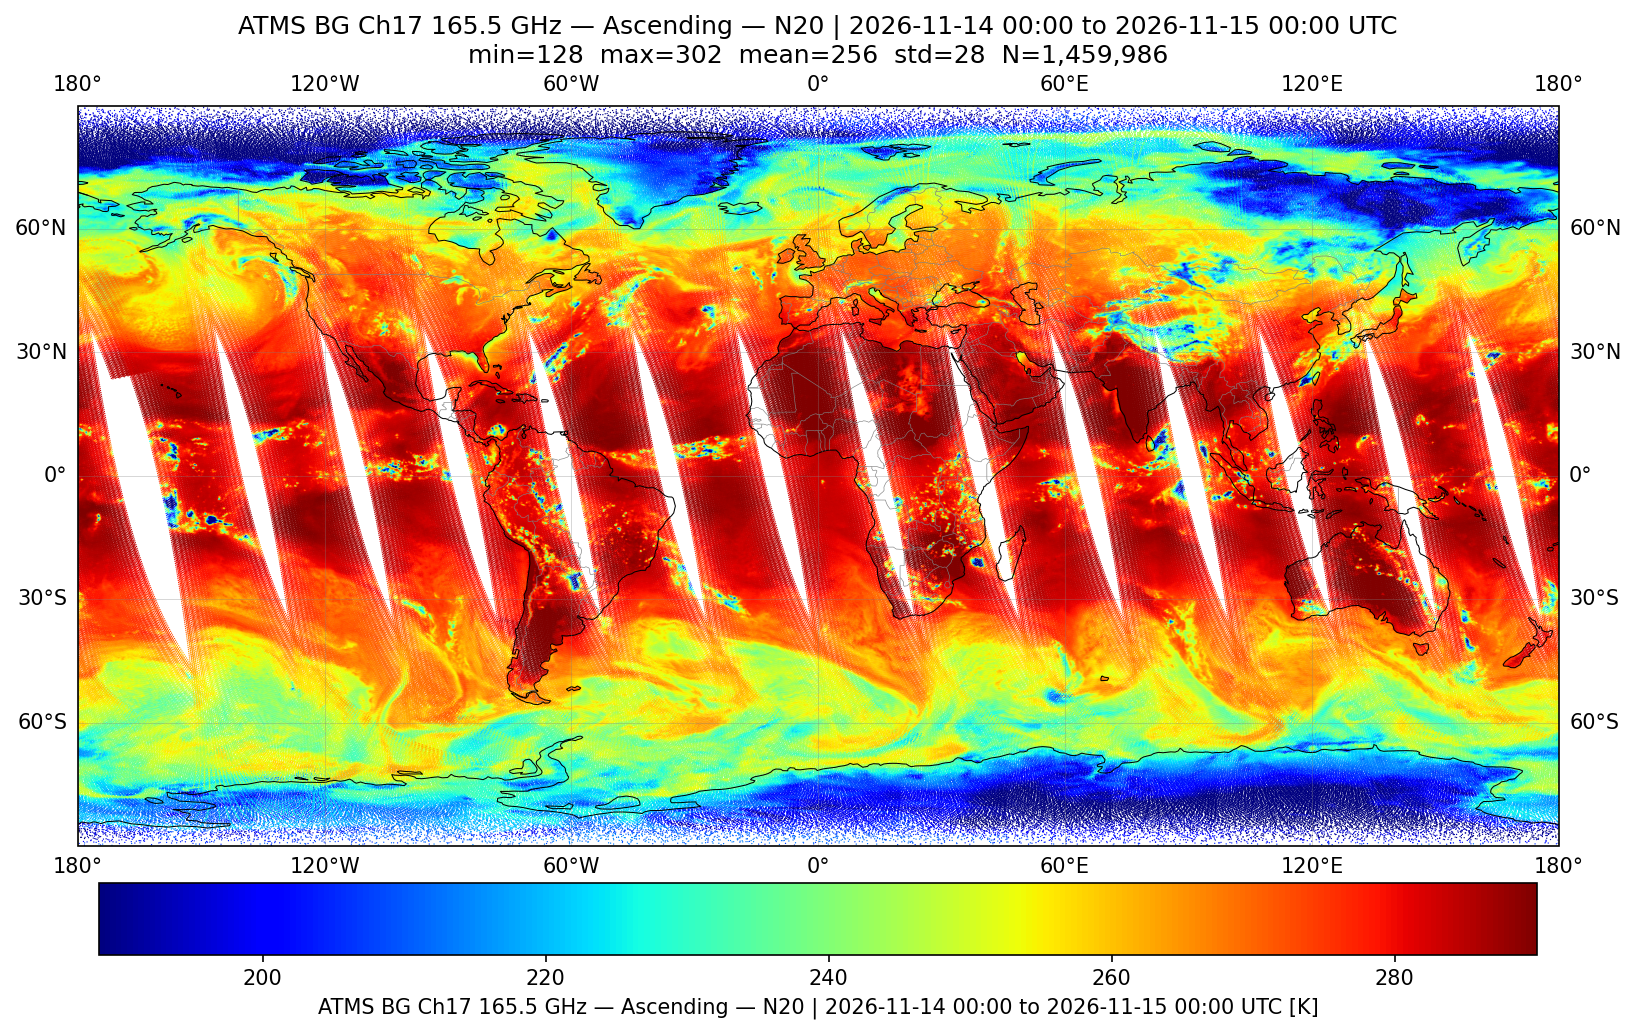 ATMS BG Ch17 165.5 GHz — Ascending — N20 | 2026-11-14 00:00 to 2026-11-15 00:00 UTC
min=128 max=302 mean=256 std=28 N=1,459,986
180° 120°W 60°W 0° 60°E 120°E 180°
60°N 60°N
30°N 30°N
0° 0°
30°S 30°S
60°S 60°S
180° 120°W 60°W 0° 60°E 120°E 180°
200 220 240 260 280
ATMS BG Ch17 165.5 GHz — Ascending — N20 | 2026-11-14 00:00 to 2026-11-15 00:00 UTC [K]